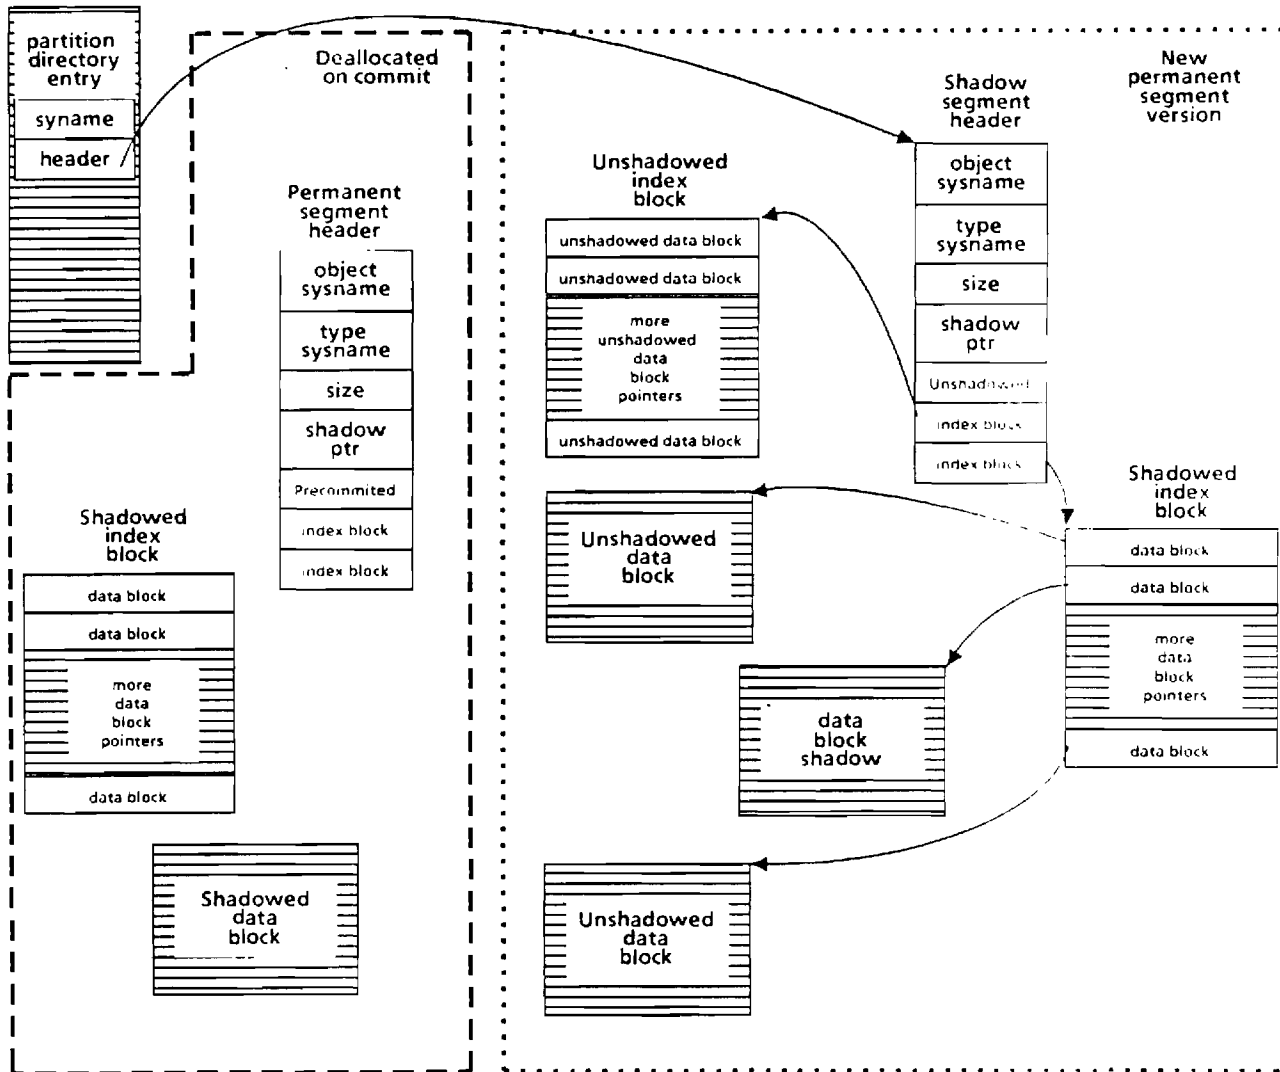 partition
directory
entry
syname
header
Deallocated
on commit
Permanent
segment
header
object
sysname
type
sysname
size
shadow
ptr
Precommited
index block
index block
Shadowed
index
block
data block
data block
more
data
block
pointers
data block
Shadowed
data
block
New
permanent
segment
version
Shadow
segment
header
object
sysname
type
sysname
size
shadow
ptr
Unshadowed
index block
index block
Unshadowed
index
block
unshadowed data block
unshadowed data block
more
unshadowed
data
block
pointers
unshadowed data block
Unshadowed
data
block
Shadowed
index
block
data block
data block
more
data
block
pointers
data block
data
block
shadow
Unshadowed
data
block